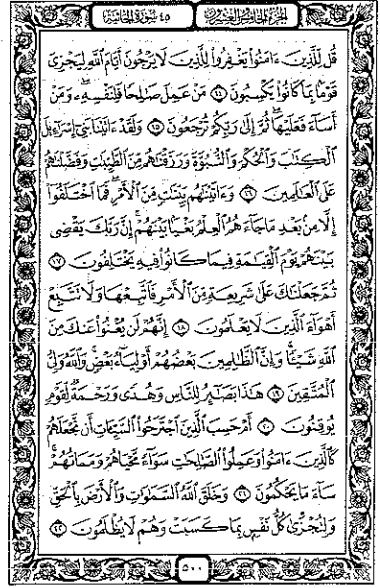 الجزء الخامس والعشرون
٤٥ سورة الجاثية
قُل لِّلَّذِينَ ءَامَنُوا۟ يَغْفِرُوا۟ لِلَّذِينَ لَا يَرْجُونَ أَيَّامَ ٱللَّهِ لِيَجْزِىَ
قَوْمًۢا بِمَا كَانُوا۟ يَكْسِبُونَ ١٤ مَنْ عَمِلَ صَٰلِحًا فَلِنَفْسِهِۦ ۖ وَمَنْ
أَسَآءَ فَعَلَيْهَا ۖ ثُمَّ إِلَىٰ رَبِّكُمْ تُرْجَعُونَ ١٥ وَلَقَدْ ءَاتَيْنَا بَنِىٓ إِسْرَٰٓءِيلَ
ٱلْكِتَٰبَ وَٱلْحُكْمَ وَٱلنُّبُوَّةَ وَرَزَقْنَٰهُم مِّنَ ٱلطَّيِّبَٰتِ وَفَضَّلْنَٰهُمْ
عَلَى ٱلْعَٰلَمِينَ ١٦ وَءَاتَيْنَٰهُم بَيِّنَٰتٍ مِّنَ ٱلْأَمْرِ ۖ فَمَا ٱخْتَلَفُوٓا۟
إِلَّا مِنۢ بَعْدِ مَا جَآءَهُمُ ٱلْعِلْمُ بَغْيًۢا بَيْنَهُمْ ۚ إِنَّ رَبَّكَ يَقْضِى
بَيْنَهُمْ يَوْمَ ٱلْقِيَٰمَةِ فِيمَا كَانُوا۟ فِيهِ يَخْتَلِفُونَ ١٧
ثُمَّ جَعَلْنَٰكَ عَلَىٰ شَرِيعَةٍ مِّنَ ٱلْأَمْرِ فَٱتَّبِعْهَا وَلَا تَتَّبِعْ
أَهْوَآءَ ٱلَّذِينَ لَا يَعْلَمُونَ ١٨ إِنَّهُمْ لَن يُغْنُوا۟ عَنكَ مِنَ
ٱللَّهِ شَيْـًٔا ۚ وَإِنَّ ٱلظَّٰلِمِينَ بَعْضُهُمْ أَوْلِيَآءُ بَعْضٍ ۖ وَٱللَّهُ وَلِىُّ
ٱلْمُتَّقِينَ ١٩ هَٰذَا بَصَٰٓئِرُ لِلنَّاسِ وَهُدًى وَرَحْمَةٌ لِّقَوْمٍ
يُوقِنُونَ ٢٠ أَمْ حَسِبَ ٱلَّذِينَ ٱجْتَرَحُوا۟ ٱلسَّيِّـَٔاتِ أَن نَّجْعَلَهُمْ
كَٱلَّذِينَ ءَامَنُوا۟ وَعَمِلُوا۟ ٱلصَّٰلِحَٰتِ سَوَآءً مَّحْيَاهُمْ وَمَمَاتُهُمْ ۚ
سَآءَ مَا يَحْكُمُونَ ٢١ وَخَلَقَ ٱللَّهُ ٱلسَّمَٰوَٰتِ وَٱلْأَرْضَ بِٱلْحَقِّ
وَلِتُجْزَىٰ كُلُّ نَفْسٍۭ بِمَا كَسَبَتْ وَهُمْ لَا يُظْلَمُونَ ٢٢
٥٠٠